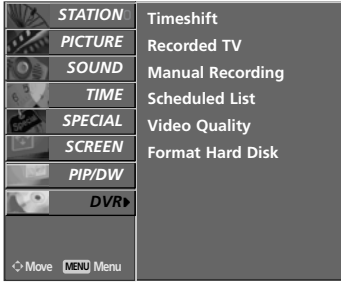 STATION
PICTURE
SOUND
TIME
SPECIAL
SCREEN
PIP/DW
DVR
Move MENU Menu
Timeshift
Recorded TV
Manual Recording
Scheduled List
Video Quality
Format Hard Disk